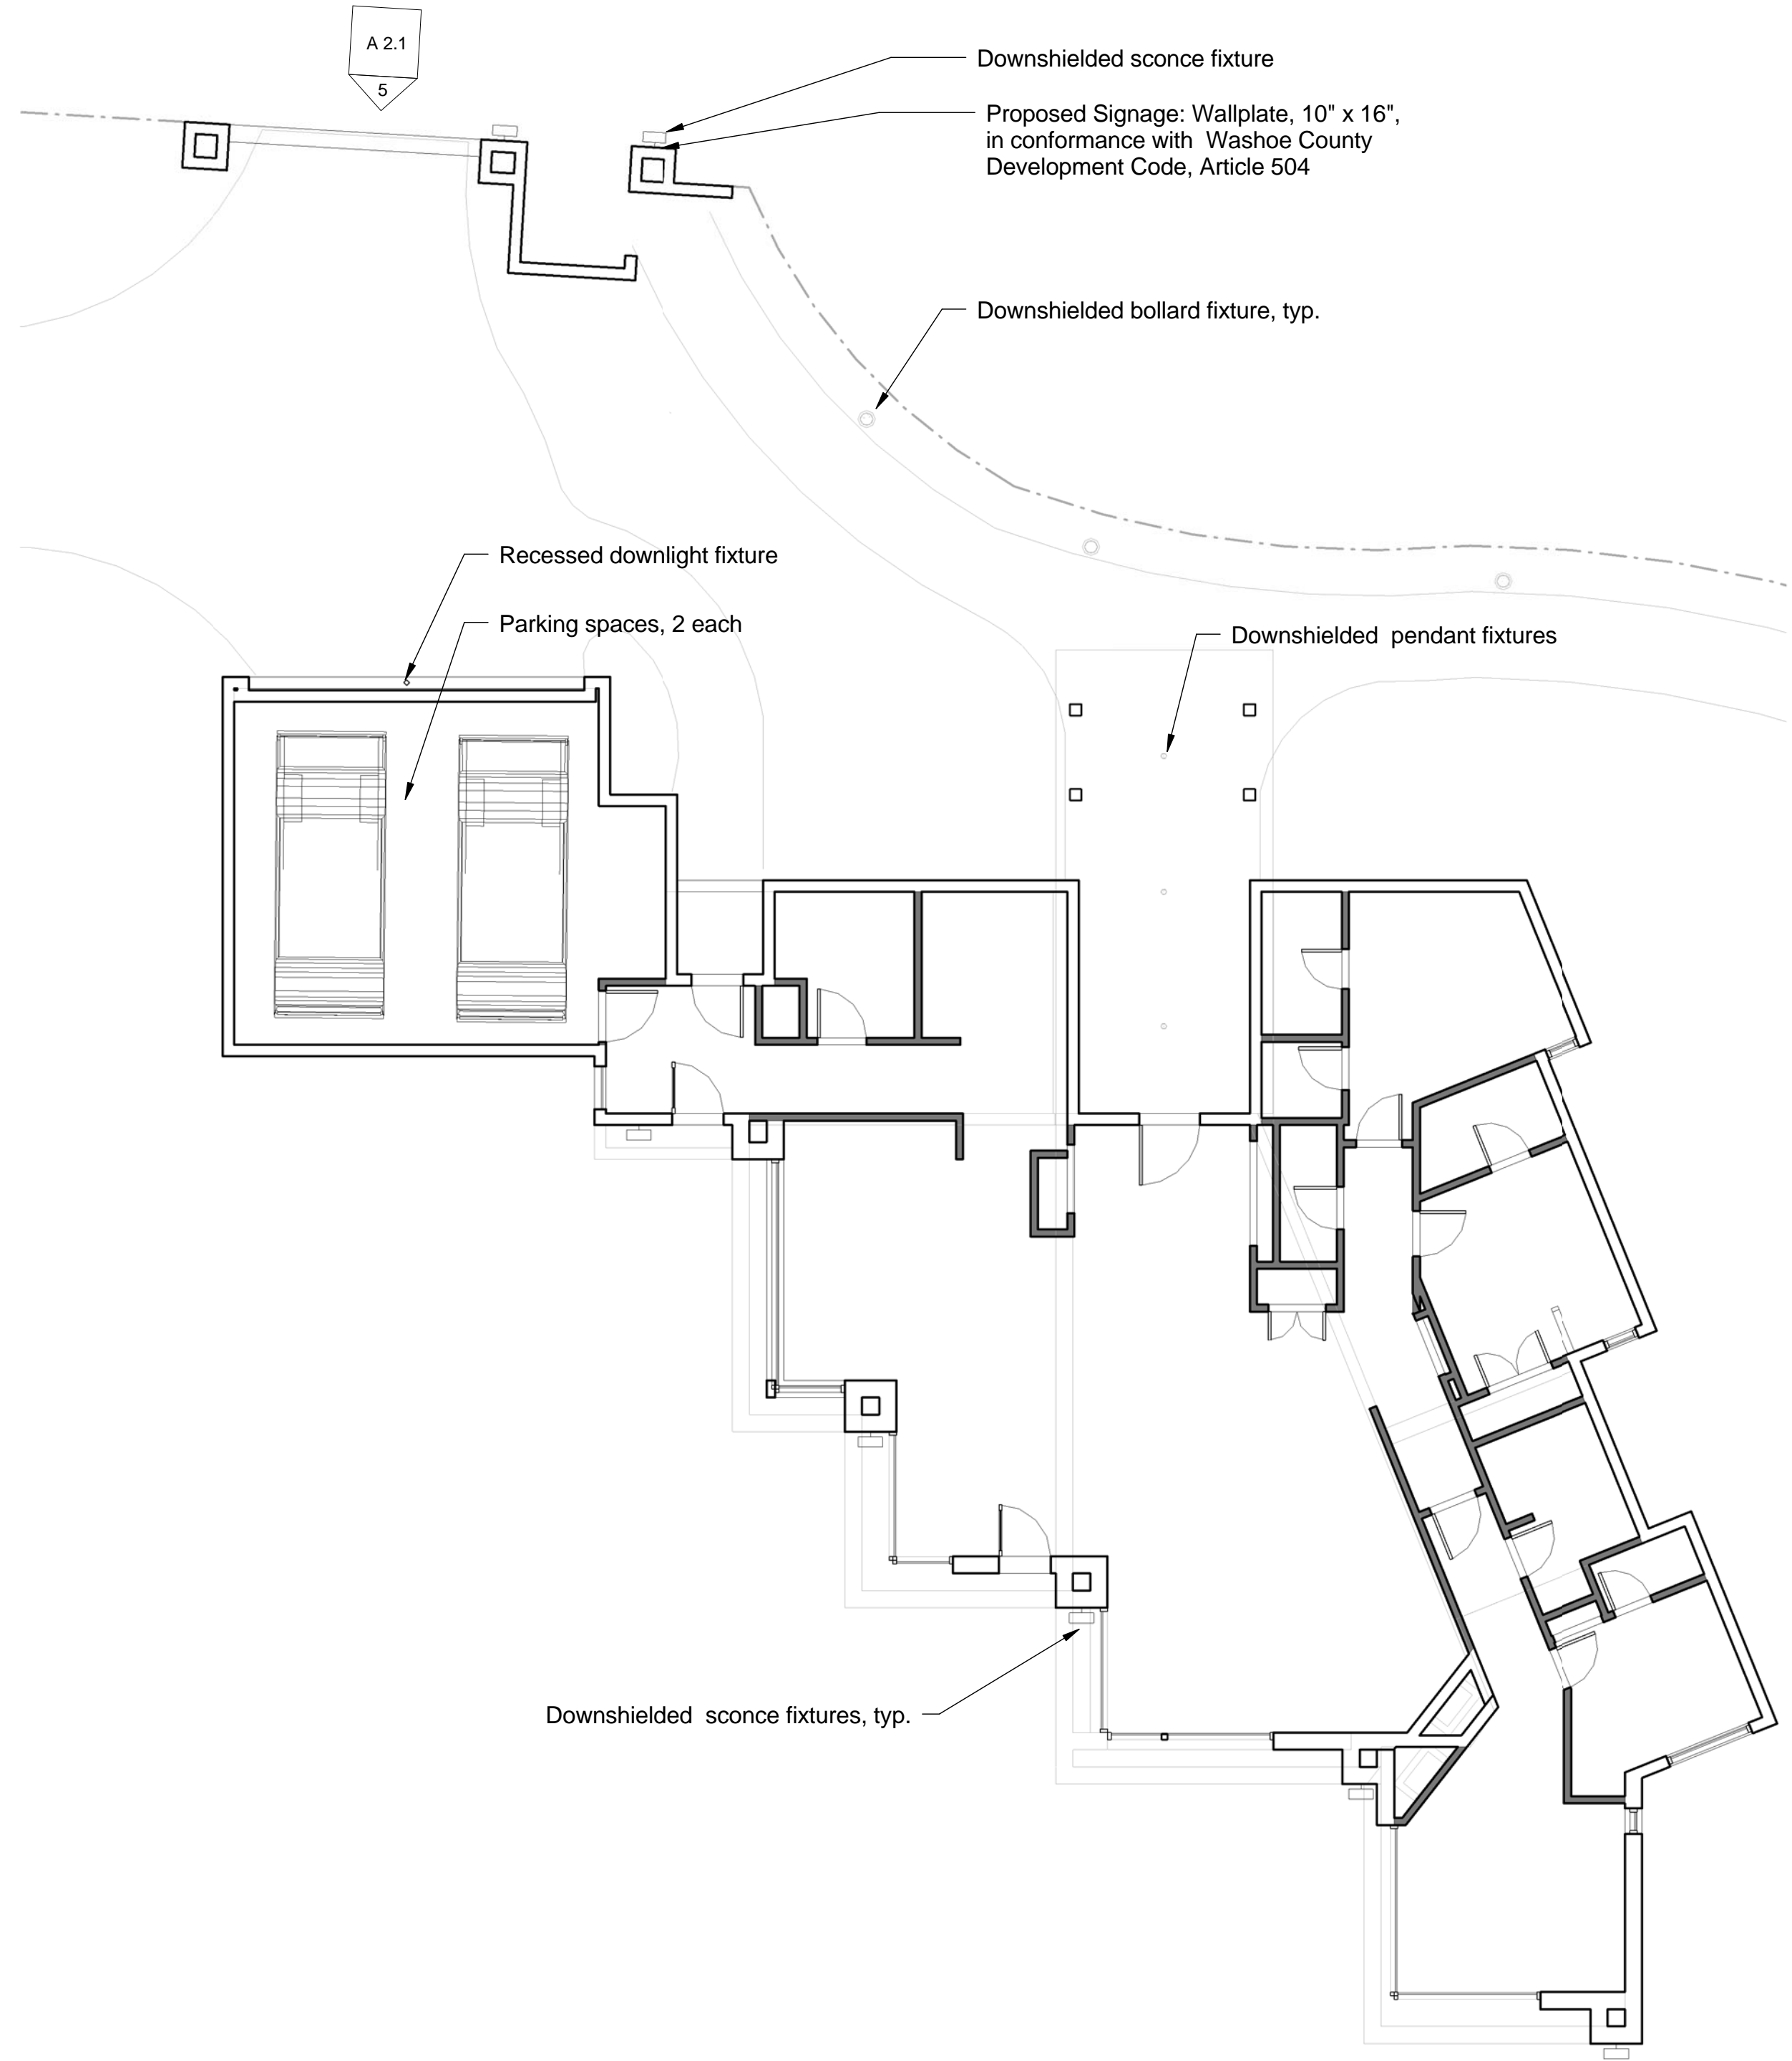 A 2.1
5
Downshielded sconce fixture
Proposed Signage: Wallplate, 10" x 16",
in conformance with Washoe County
Development Code, Article 504
Downshielded bollard fixture, typ.
Recessed downlight fixture
Parking spaces, 2 each
Downshielded pendant fixtures
Downshielded sconce fixtures, typ.